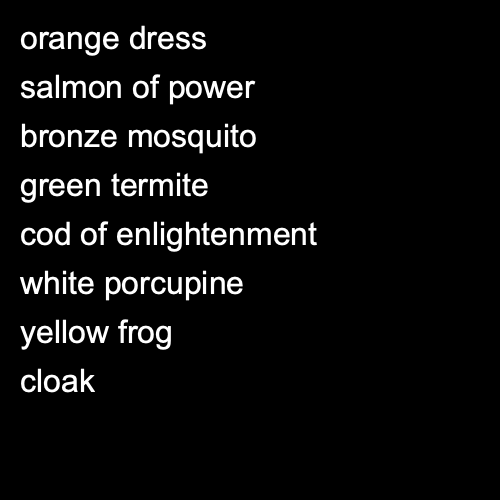 orange dress
salmon of power
bronze mosquito
green termite
cod of enlightenment
white porcupine
yellow frog
cloak